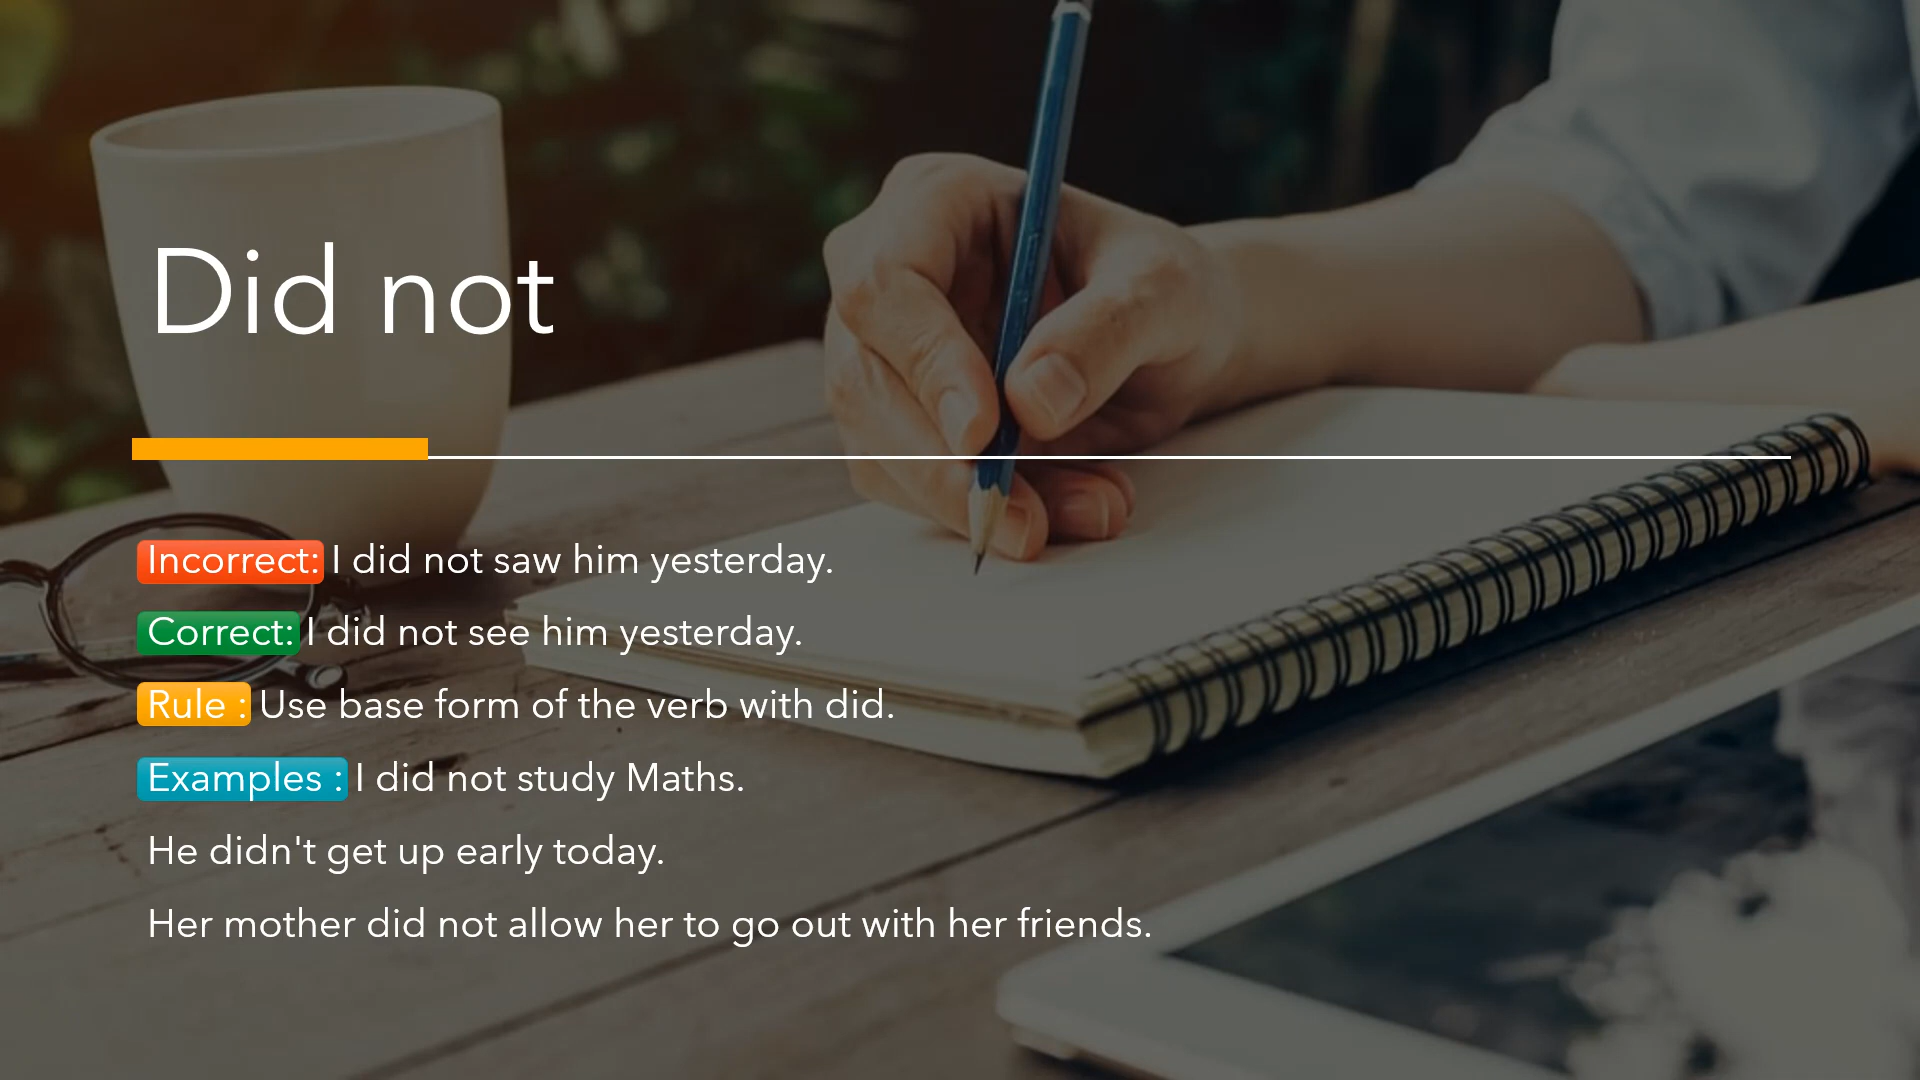 Did not
Incorrect: I did not saw him yesterday.
Correct: I did not see him yesterday.
Rule : Use base form of the verb with did.
Examples : I did not study Maths.
He didn't get up early today.
Her mother did not allow her to go out with her friends.